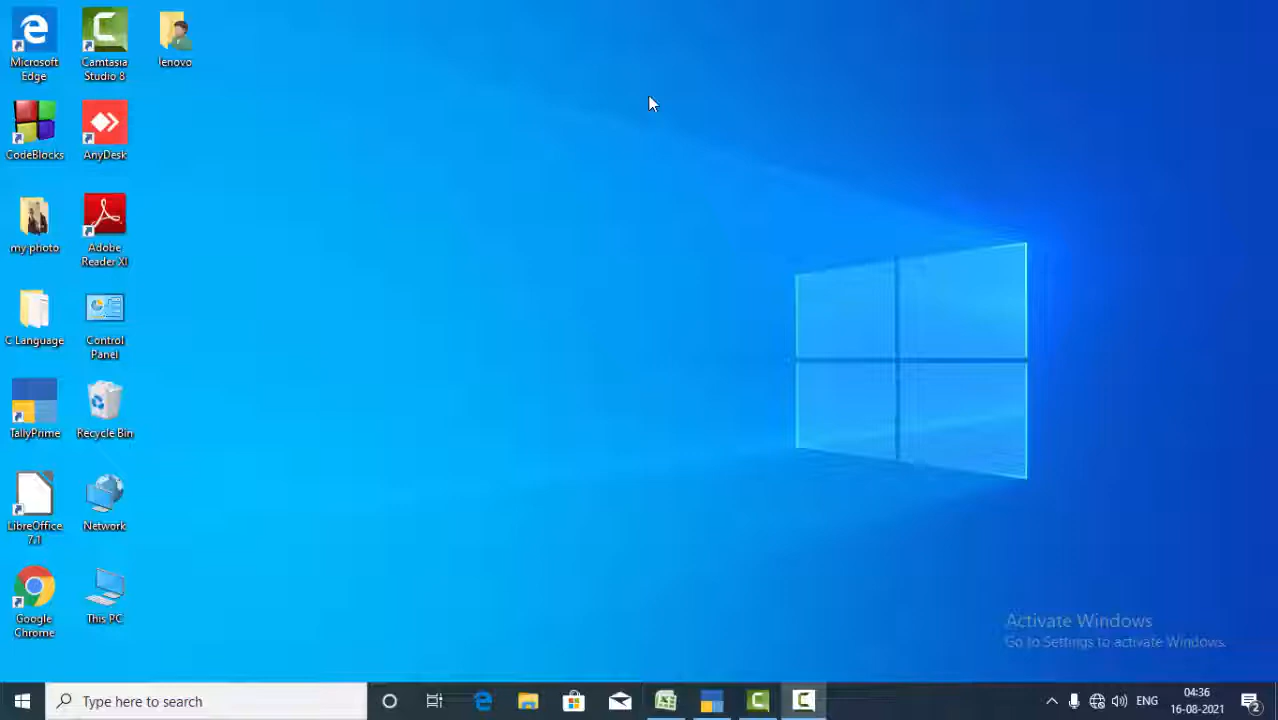 Microsoft
Edge
Camtasia
Studio 8
lenovo
CodeBlocks
AnyDesk
my photo
Adobe
Reader XI
C Language
Control
Panel
TallyPrime
Recycle Bin
LibreOffice
7.1
Network
Google
Chrome
This PC
Activate Windows
Go to Settings to activate Windows.
Type here to search
ENG
04:36
16-08-2021
2